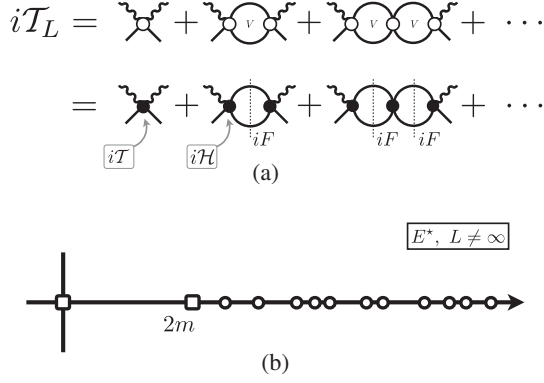 i𝒯_L = + V + V V + ···
= + + + ···
iF iF iF
i𝒯 iℋ
(a)
E⋆, L ≠ ∞
2m
(b)